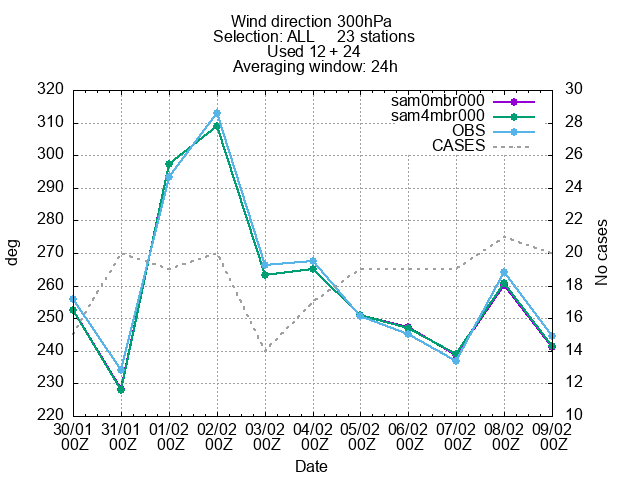 Wind direction 300hPa
Selection: ALL 23 stations
Used 12 + 24
Averaging window: 24h
320 30
310 28
300 26
290 24
280 22
270 20
260 18
250 16
240 14
230 12
220 10
sam0mbr000
sam4mbr000
OBS
CASES
deg
No cases
30/01 31/01 01/02 02/02 03/02 04/02 05/02 06/02 07/02 08/02 09/02
00Z 00Z 00Z 00Z 00Z 00Z 00Z 00Z 00Z 00Z 00Z
Date